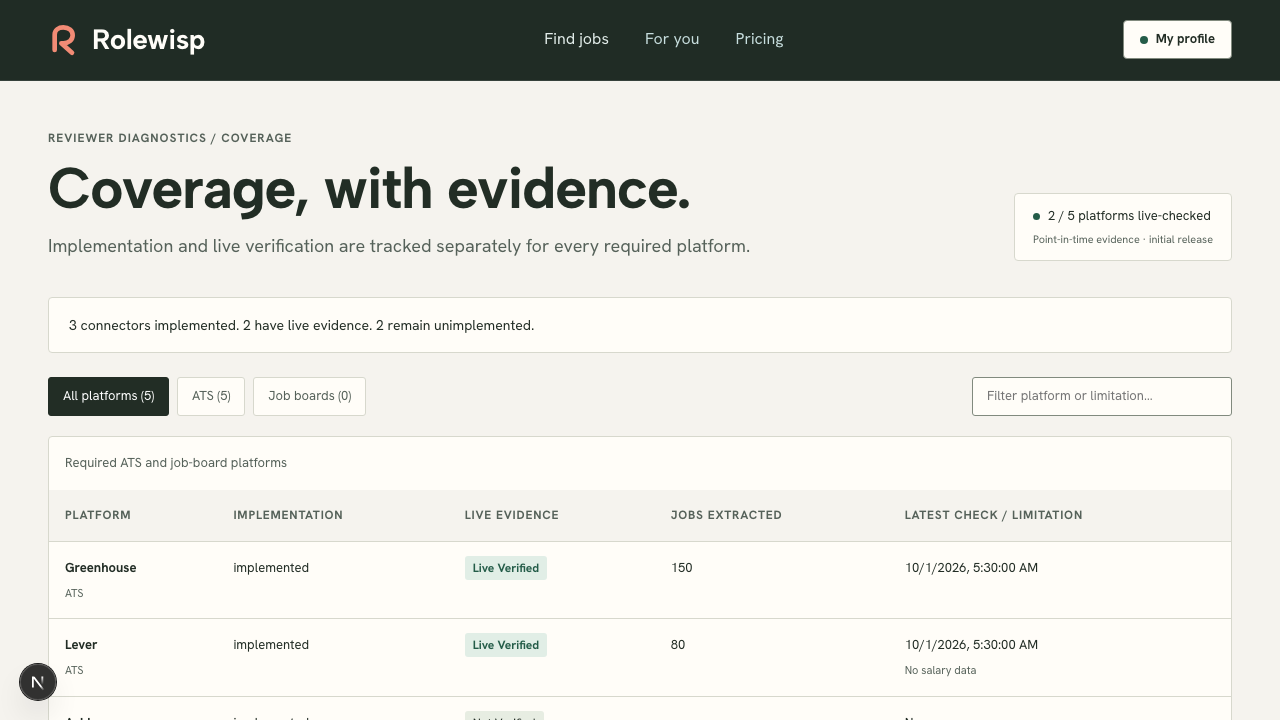 Rolewisp
Find jobs
For you
Pricing
My profile
REVIEWER DIAGNOSTICS / COVERAGE
Coverage, with evidence.
Implementation and live verification are tracked separately for every required platform.
2 / 5 platforms live-checked
Point-in-time evidence · initial release
3 connectors implemented. 2 have live evidence. 2 remain unimplemented.
All platforms (5)
ATS (5)
Job boards (0)
Filter platform or limitation...
Required ATS and job-board platforms
PLATFORM IMPLEMENTATION LIVE EVIDENCE JOBS EXTRACTED LATEST CHECK / LIMITATION
Greenhouse implemented Live Verified 150 10/1/2026, 5:30:00 AM
ATS
Lever implemented Live Verified 80 10/1/2026, 5:30:00 AM
ATS No salary data